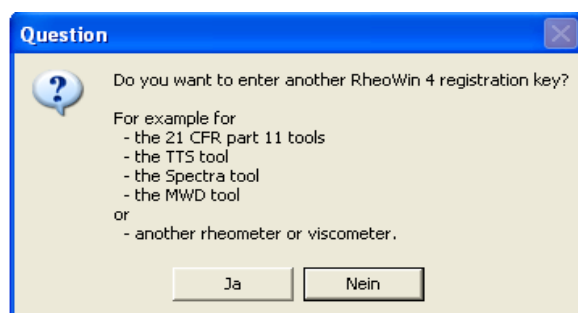 Question
Do you want to enter another RheoWin 4 registration key?
For example for
- the 21 CFR part 11 tools
- the TTS tool
- the Spectra tool
- the MWD tool
or
- another rheometer or viscometer.
Ja Nein